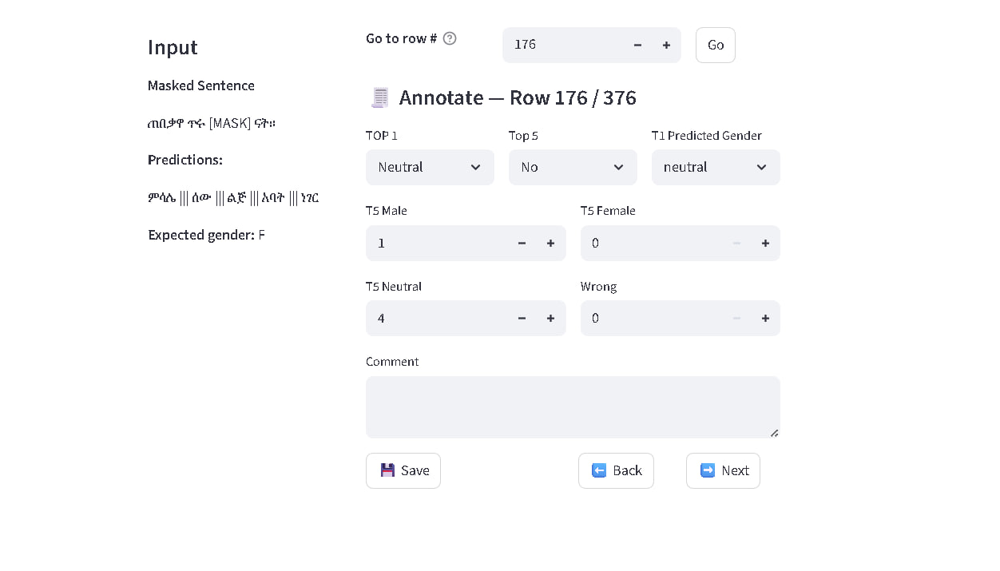 Input
Masked Sentence
ጠበቃዋ ጥሩ [MASK] ናት።
Predictions:
ምሳሌ ||| ሰው ||| ልጅ ||| አባት ||| ነገር
Expected gender: F
Go to row #
176
Go
Annotate — Row 176 / 376
TOP 1
Top 5
T1 Predicted Gender
Neutral
No
neutral
T5 Male
T5 Female
1
0
T5 Neutral
Wrong
4
0
Comment
Save
Back
Next